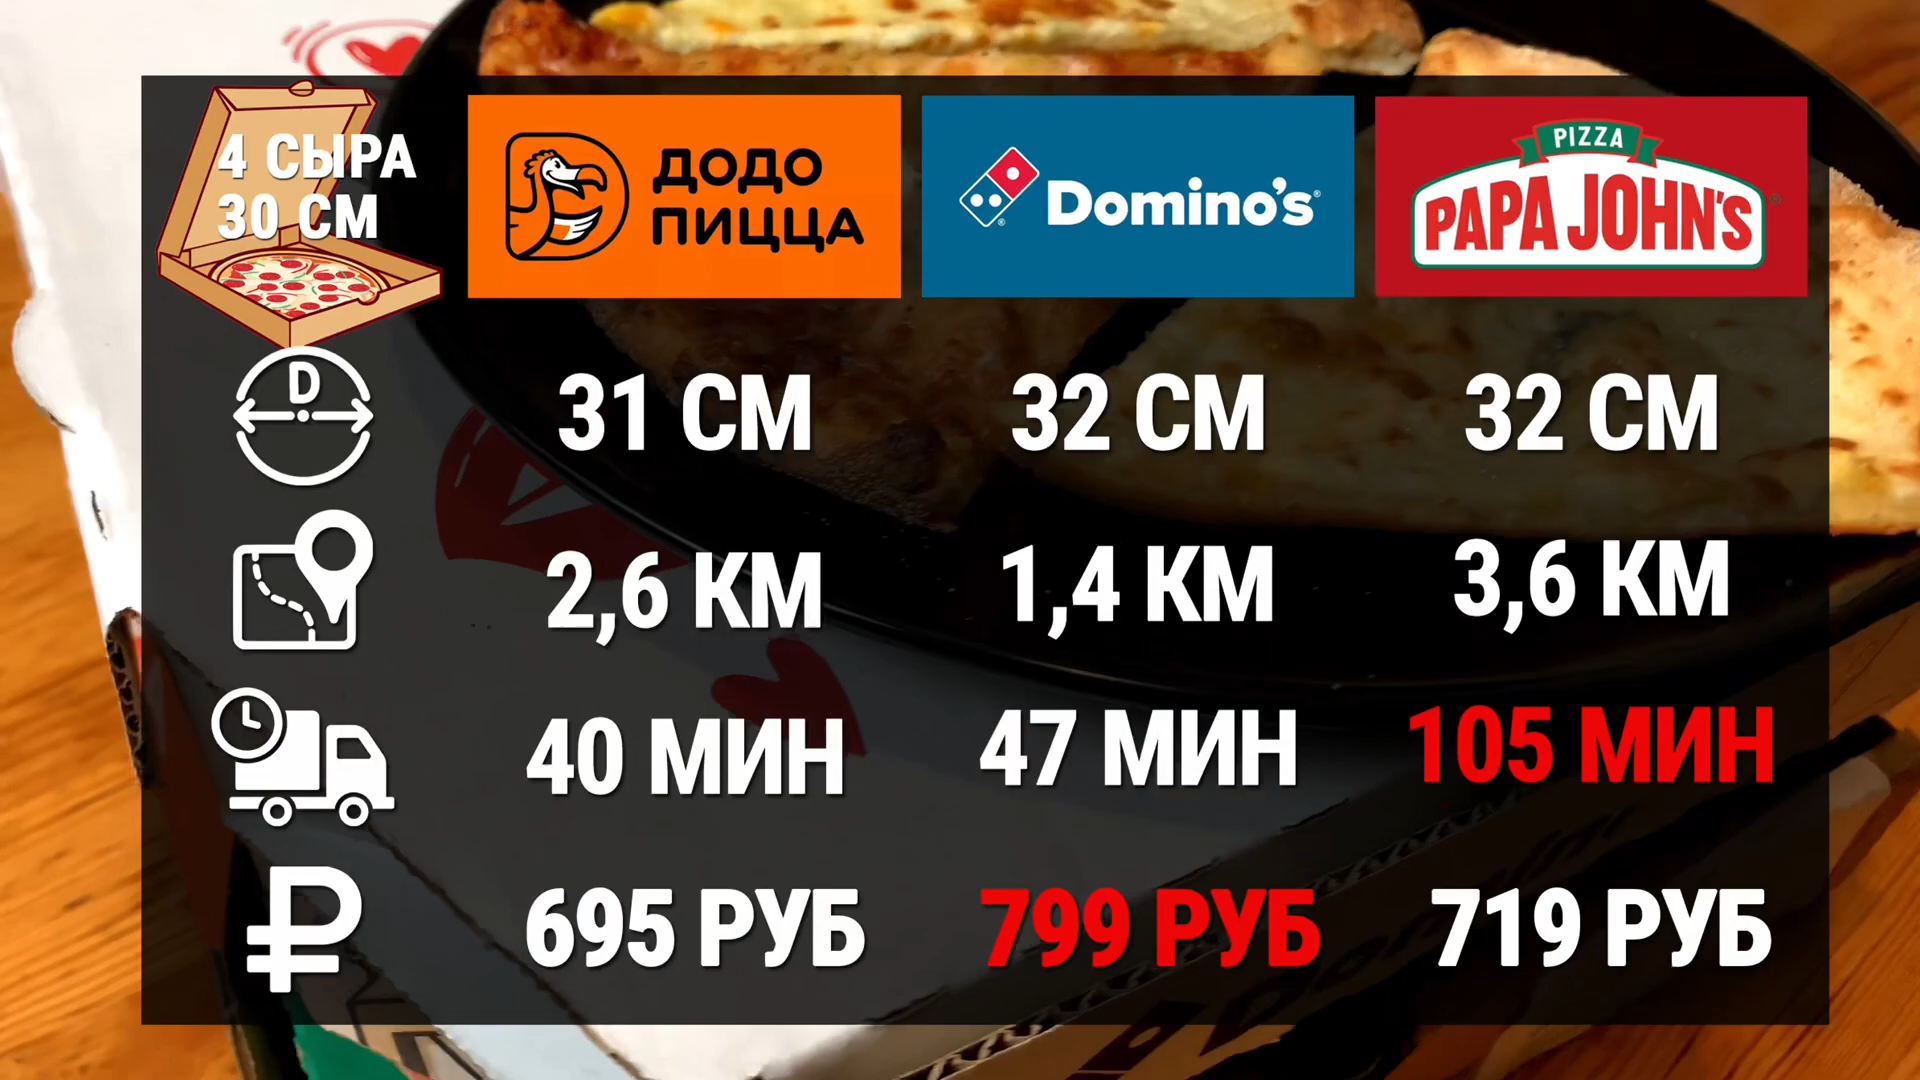 4 СЫРА
30 СМ
ДОДО
ПИЦЦА
Domino's®
PIZZA
PAPA JOHN'S®
D
31 СМ
32 СМ
32 СМ
2,6 КМ
1,4 КМ
3,6 КМ
40 МИН
47 МИН
105 МИН
695 РУБ
799 РУБ
719 РУБ